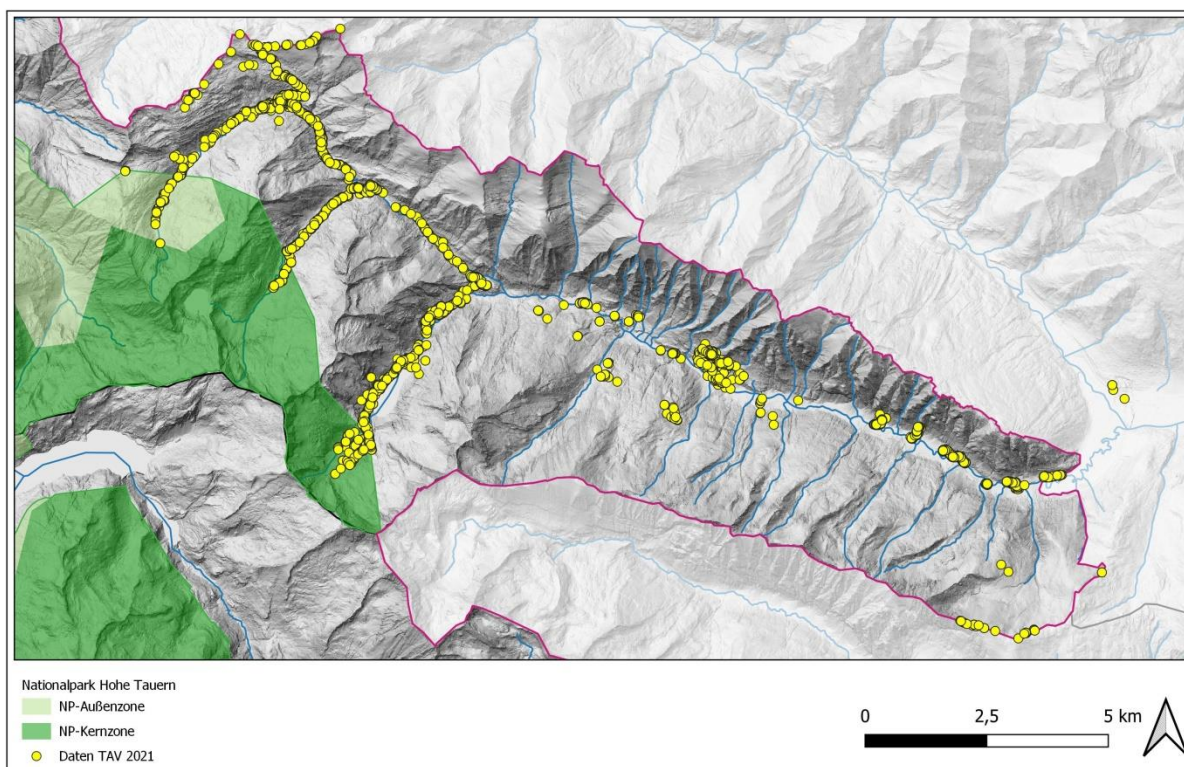 Nationalpark Hohe Tauern
NP-Außenzone
NP-Kernzone
Daten TAV 2021
0 2,5 5 km